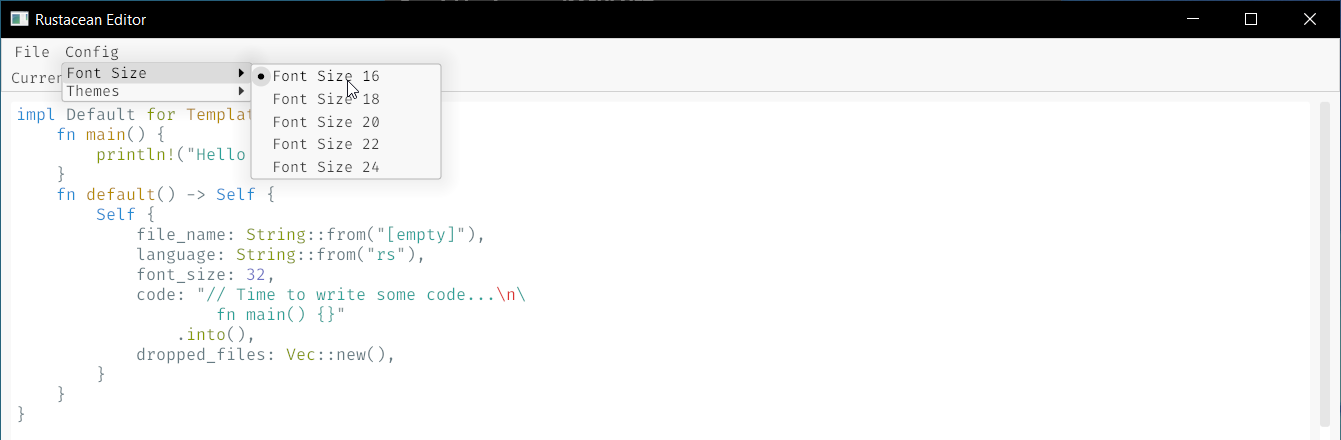 Rustacean Editor
File Config
Font Size
Themes
Font Size 16
Font Size 18
Font Size 20
Font Size 22
Font Size 24
impl Default for
    fn main() {
        println!("Hello
    }
    fn default() -> Self {
        Self {
            file_name: String::from("[empty]"),
            language: String::from("rs"),
            font_size: 32,
            code: "// Time to write some code...\n\
                    fn main() {}"
                .into(),
            dropped_files: Vec::new(),
        }
    }
}